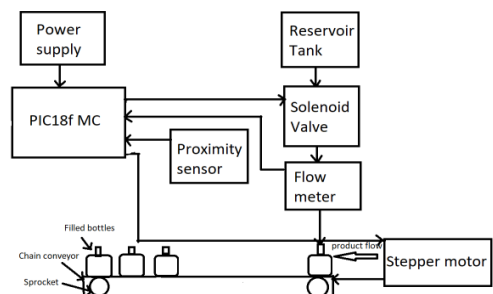 Power
supply
Reservoir
Tank
PIC18f MC
Solenoid
Valve
Proximity
sensor
Flow
meter
Filled bottles
product flow
Chain conveyor
Stepper motor
Sprocket